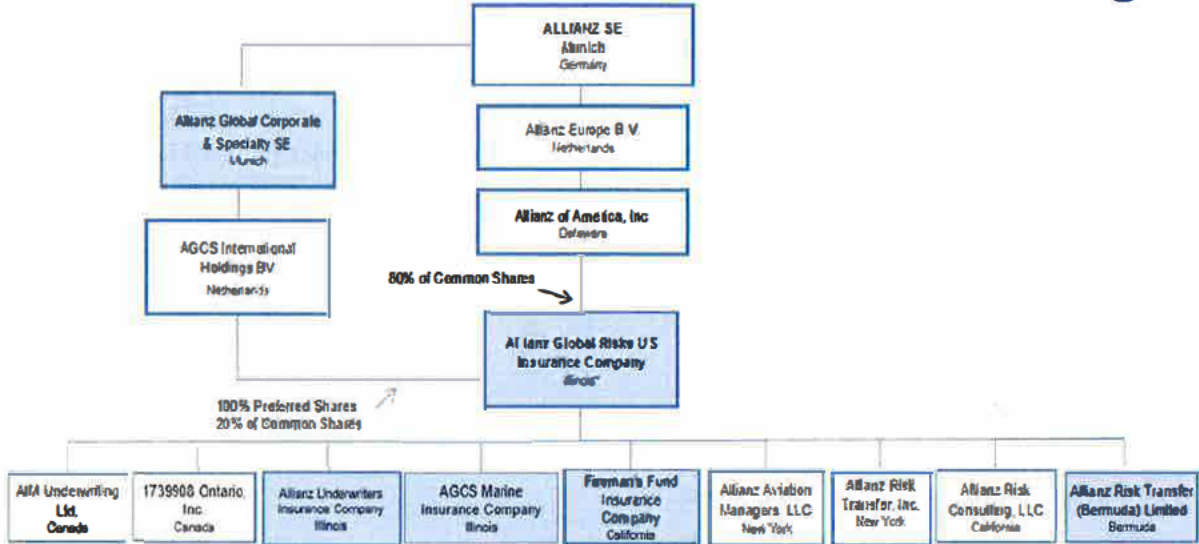 ALLIANZ SE
Munich
Germany
Allianz Global Corporate
& Specialty SE
Munich
Allianz Europe B.V.
Netherlands
Allianz of America, Inc
Delaware
AGCS International
Holdings BV
Netherlands
80% of Common Shares
Allianz Global Risks US
Insurance Company
Illinois*
100% Preferred Shares
20% of Common Shares
AIM Underwriting
Ltd.
Canada
1739908 Ontario,
Inc.
Canada
Allianz Underwriters
Insurance Company
Illinois
AGCS Marine
Insurance Company
Illinois
Fireman's Fund
Insurance
Company
California
Allianz Aviation
Managers, LLC
New York
Allianz Risk
Transfer, Inc.
New York
Allianz Risk
Consulting, LLC
California
Allianz Risk Transfer
(Bermuda) Limited
Bermuda